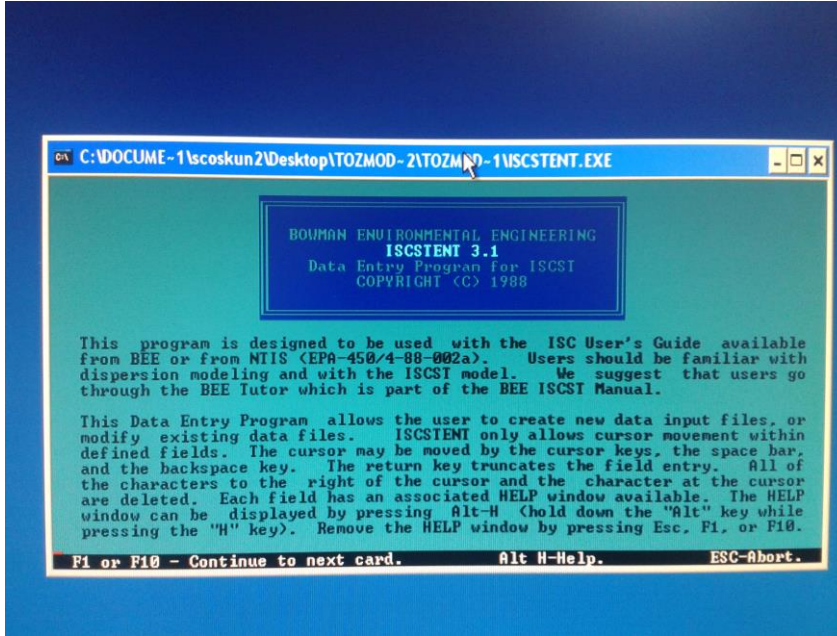 C:\DOCUME~1\scoskun2\Desktop\TOZMOD~2\TOZMOD~1\ISCSTENT.EXE
BOWMAN ENVIRONMENTAL ENGINEERING
ISCSTENT 3.1
Data Entry Program for ISCST
COPYRIGHT (C) 1988
This program is designed to be used with the ISC User's Guide available
from BEE or from NTIS (EPA-450/4-88-002a). Users should be familiar with
dispersion modeling and with the ISCST model. We suggest that users go
through the BEE Tutor which is part of the BEE ISCST Manual.
This Data Entry Program allows the user to create new data input files, or
modify existing data files. ISCSTENT only allows cursor movement within
defined fields. The cursor may be moved by the cursor keys, the space bar,
and the backspace key. The return key truncates the field entry. All of
the characters to the right of the cursor and the character at the cursor
are deleted. Each field has an associated HELP window available. The HELP
window can be displayed by pressing Alt-H (hold down the "Alt" key while
pressing the "H" key). Remove the HELP window by pressing Esc, F1, or F10.
F1 or F10 - Continue to next card. Alt H-Help. ESC-Abort.